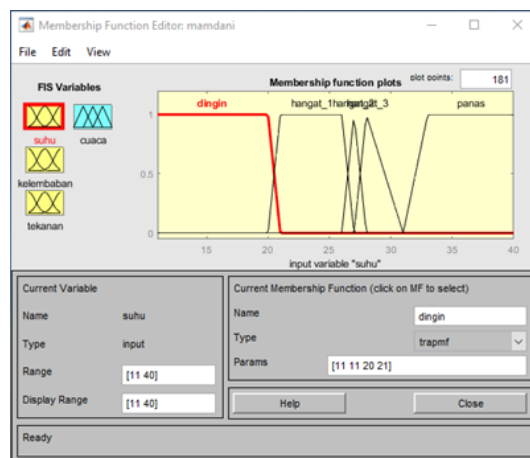 Membership Function Editor: mamdani
File Edit View
FIS Variables
suhu
cuaca
kelembaban
tekanan
Membership function plots
plot points:
181
dingin
hangat_1
hangat_2
hangat_3
panas
1
0.5
0
15
20
25
30
35
40
input variable "suhu"
Current Variable
Name suhu
Type input
Range [11 40]
Display Range [11 40]
Current Membership Function (click on MF to select)
Name dingin
Type trapmf
Params [11 11 20 21]
Help Close
Ready